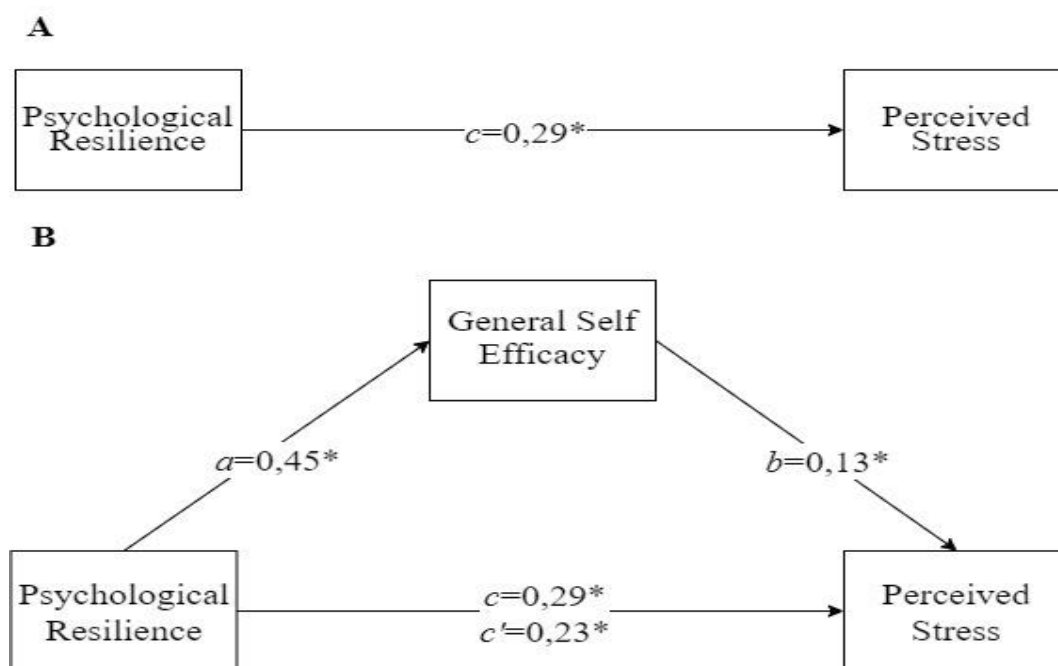 A
Psychological
Resilience
c=0,29*
Perceived
Stress
B
General Self
Efficacy
a=0,45*
b=0,13*
Psychological
Resilience
c=0,29*
c'=0,23*
Perceived
Stress